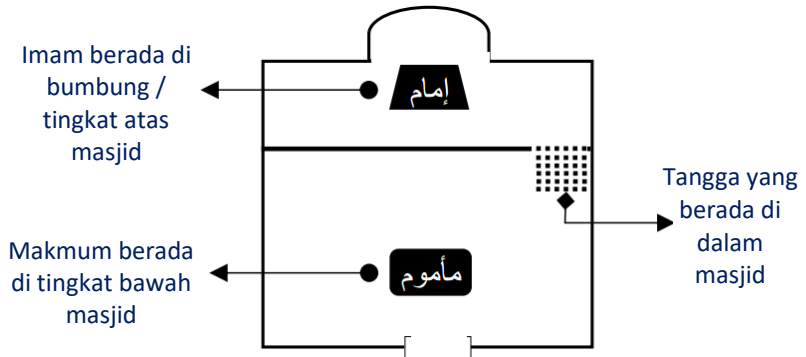 Imam berada di
bumbung /
tingkat atas
masjid
إمام
Tangga yang
berada di
dalam
masjid
Makmum berada
di tingkat bawah
masjid
مأموم